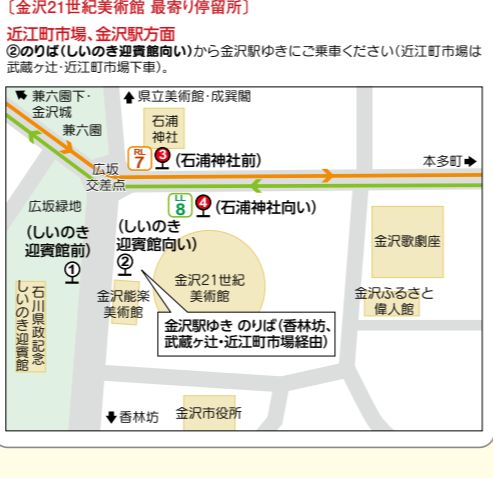 〔金沢21世紀美術館 最寄り停留所〕
近江町市場、金沢駅方面
②のりば(しいのき迎賓館向い)から金沢駅ゆきにご乗車ください(近江町市場は
武蔵ヶ辻・近江町市場下車)。
兼六園下・
金沢城
県立美術館・成巽閣
兼六園
石浦
神社
RL
7
3
(石浦神社前)
本多町
広坂
交差点
LL
8
4
(石浦神社向い)
広坂緑地
(しいのき
迎賓館前)
①
(しいのき
迎賓館向い)
②
金沢歌劇座
金沢21世紀
美術館
金沢能楽
美術館
金沢ふるさと
偉人館
石川県政記念
しいのき迎賓館
金沢駅ゆき のりば(香林坊、
武蔵ヶ辻・近江町市場経由)
香林坊
金沢市役所